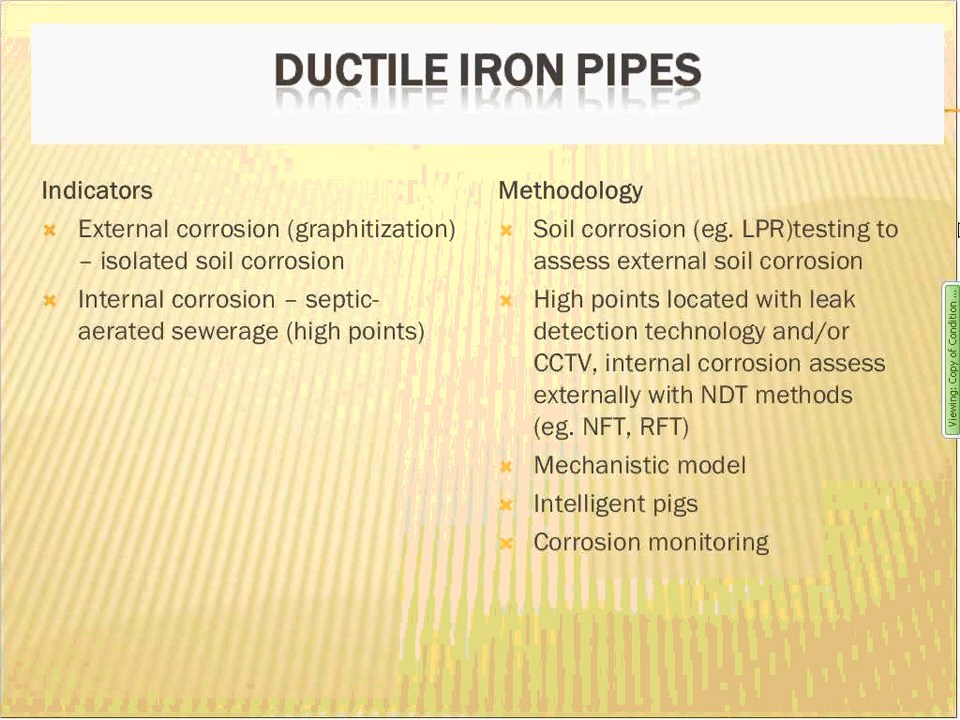 DUCTILE IRON PIPES
Indicators
External corrosion (graphitization)
– isolated soil corrosion
Internal corrosion – septic-
aerated sewerage (high points)
Methodology
Soil corrosion (eg. LPR)testing to
assess external soil corrosion
High points located with leak
detection technology and/or
CCTV, internal corrosion assess
externally with NDT methods
(eg. NFT, RFT)
Mechanistic model
Intelligent pigs
Corrosion monitoring
Viewing: Copy of Condition ...